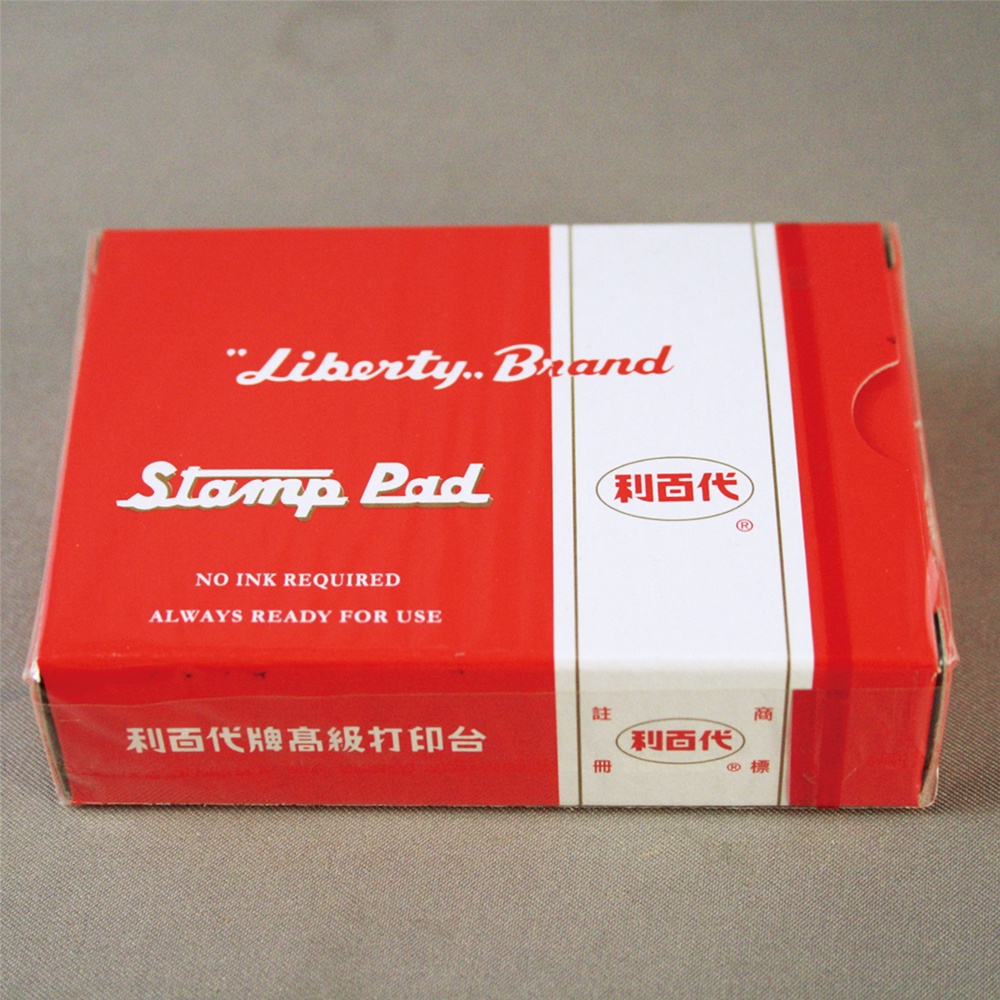 "Liberty" Brand
Stamp Pad
利百代
®
NO INK REQUIRED
ALWAYS READY FOR USE
利百代牌高級打印台
註 商
利百代
冊 ® 標